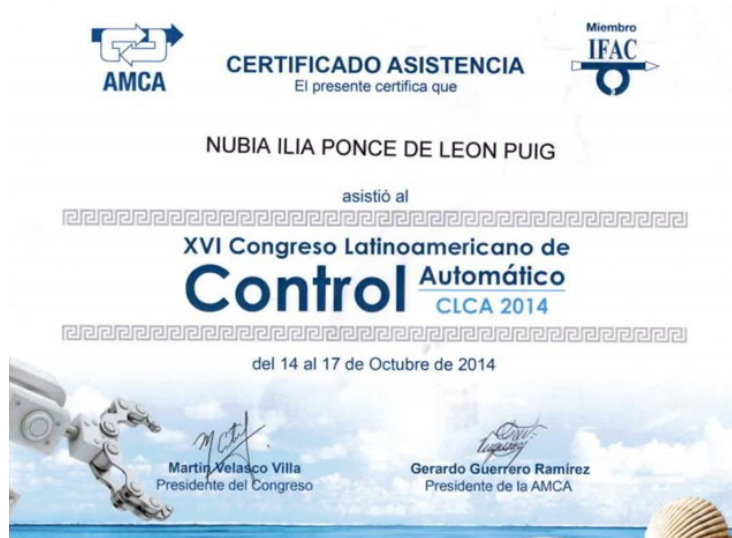 AMCA
CERTIFICADO ASISTENCIA
El presente certifica que
Miembro
IFAC
NUBIA ILIA PONCE DE LEON PUIG
asistió al
XVI Congreso Latinoamericano de
Control Automático
CLCA 2014
del 14 al 17 de Octubre de 2014
Martín Velasco Villa
Presidente del Congreso
Gerardo Guerrero Ramírez
Presidente de la AMCA